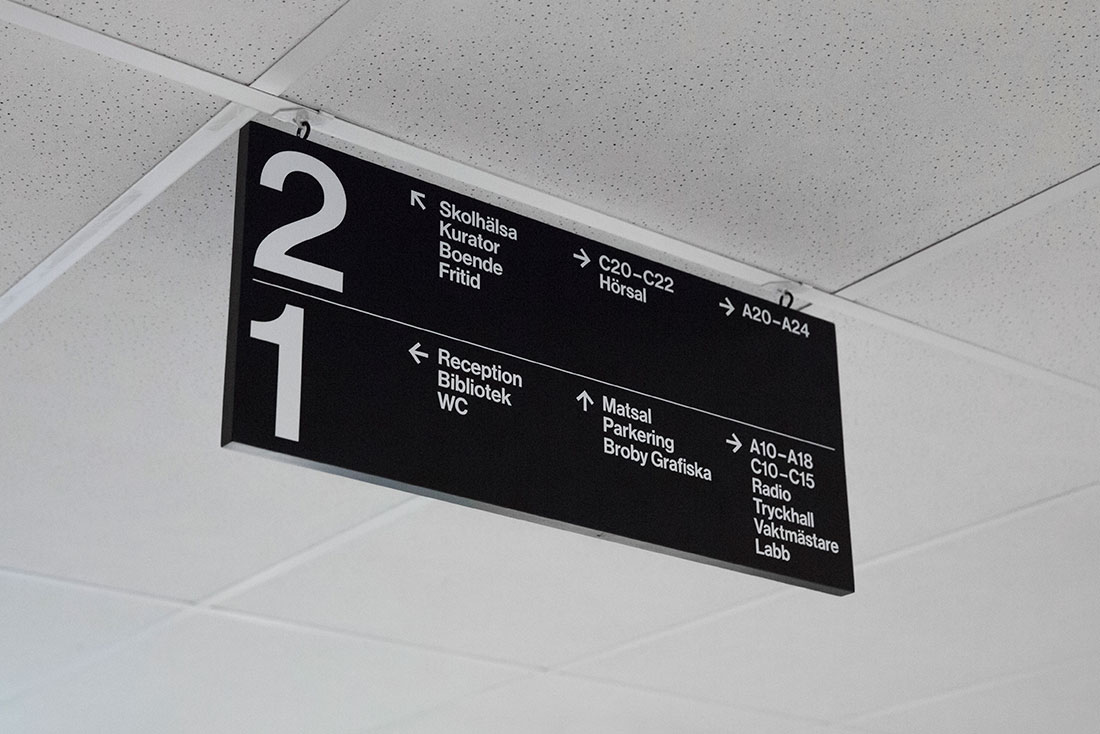 2
Skolhälsa
Kurator
Boende
Fritid
C20–C22
Hörsal
A20–A24
1
Reception
Bibliotek
WC
Matsal
Parkering
Broby Grafiska
A10–A18
C10–C15
Radio
Tryckhall
Vaktmästare
Labb